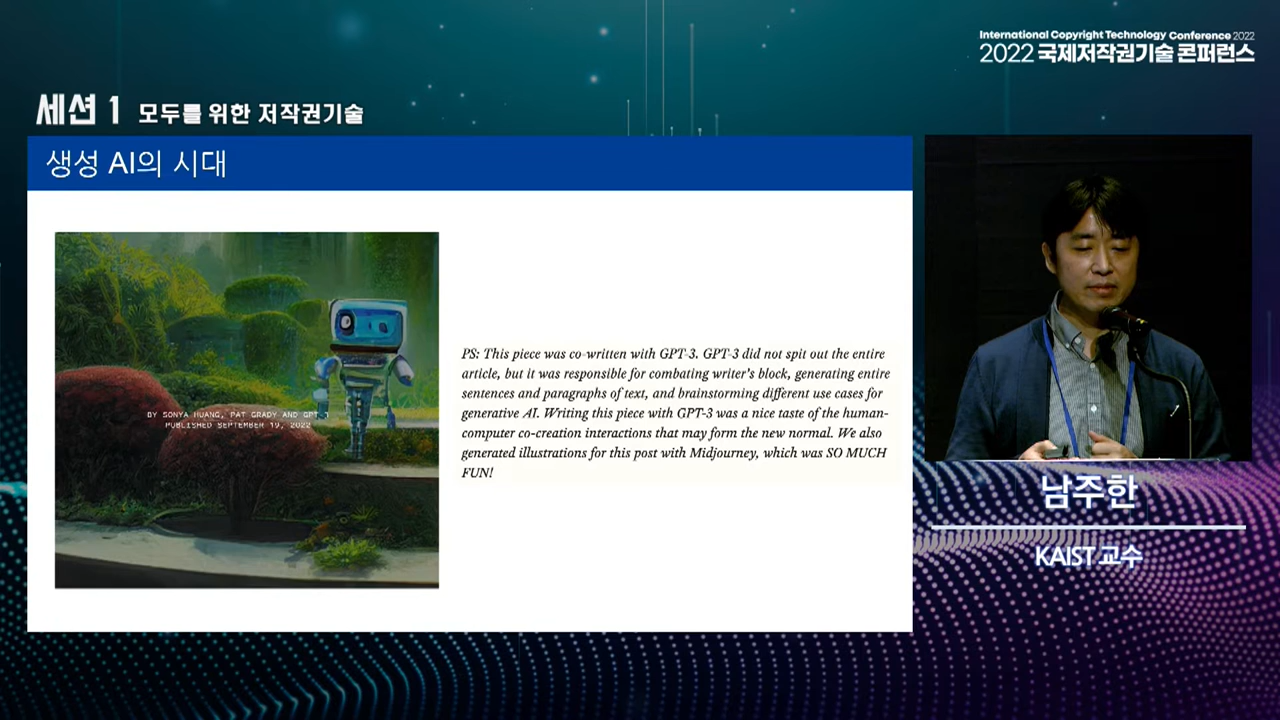 International Copyright Technology Conference 2022
2022 국제저작권기술 콘퍼런스
세션 1 모두를 위한 저작권기술
생성 AI의 시대
BY SONYA HUANG, PAT GRADY AND GPT-3
PUBLISHED SEPTEMBER 19, 2022
PS: This piece was co-written with GPT-3. GPT-3 did not spit out the entire
article, but it was responsible for combating writer's block, generating entire
sentences and paragraphs of text, and brainstorming different use cases for
generative AI. Writing this piece with GPT-3 was a nice taste of the human-
computer co-creation interactions that may form the new normal. We also
generated illustrations for this post with Midjourney, which was SO MUCH
FUN!
남주한
KAIST 교수